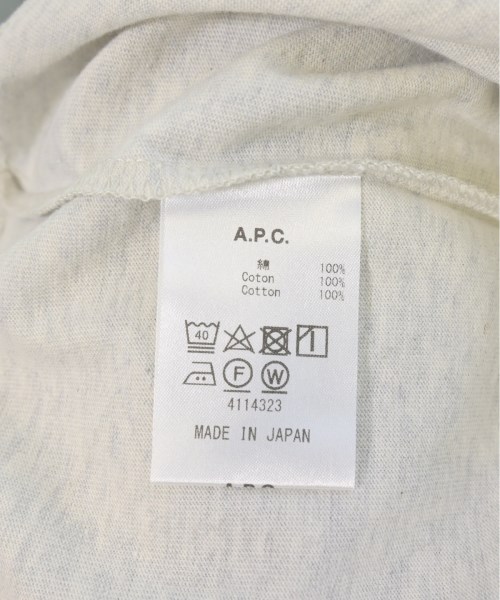 A.P.C.
綿 100%
Coton 100%
Cotton 100%
40
F W
4114323
MADE IN JAPAN
A.P.C.